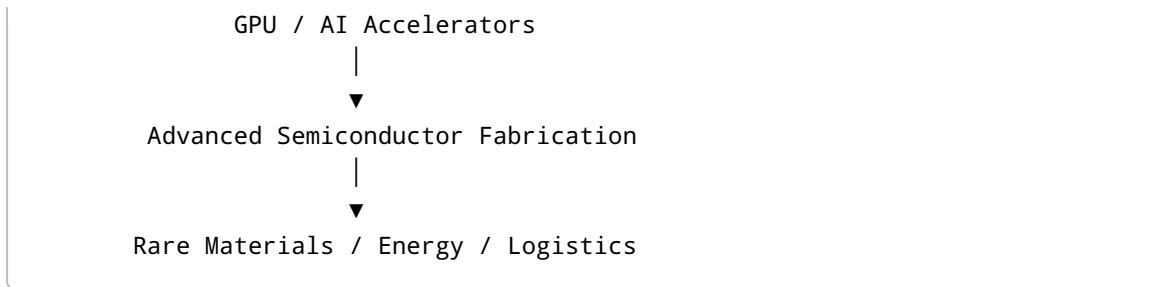 GPU / AI Accelerators
│
▼
Advanced Semiconductor Fabrication
│
▼
Rare Materials / Energy / Logistics